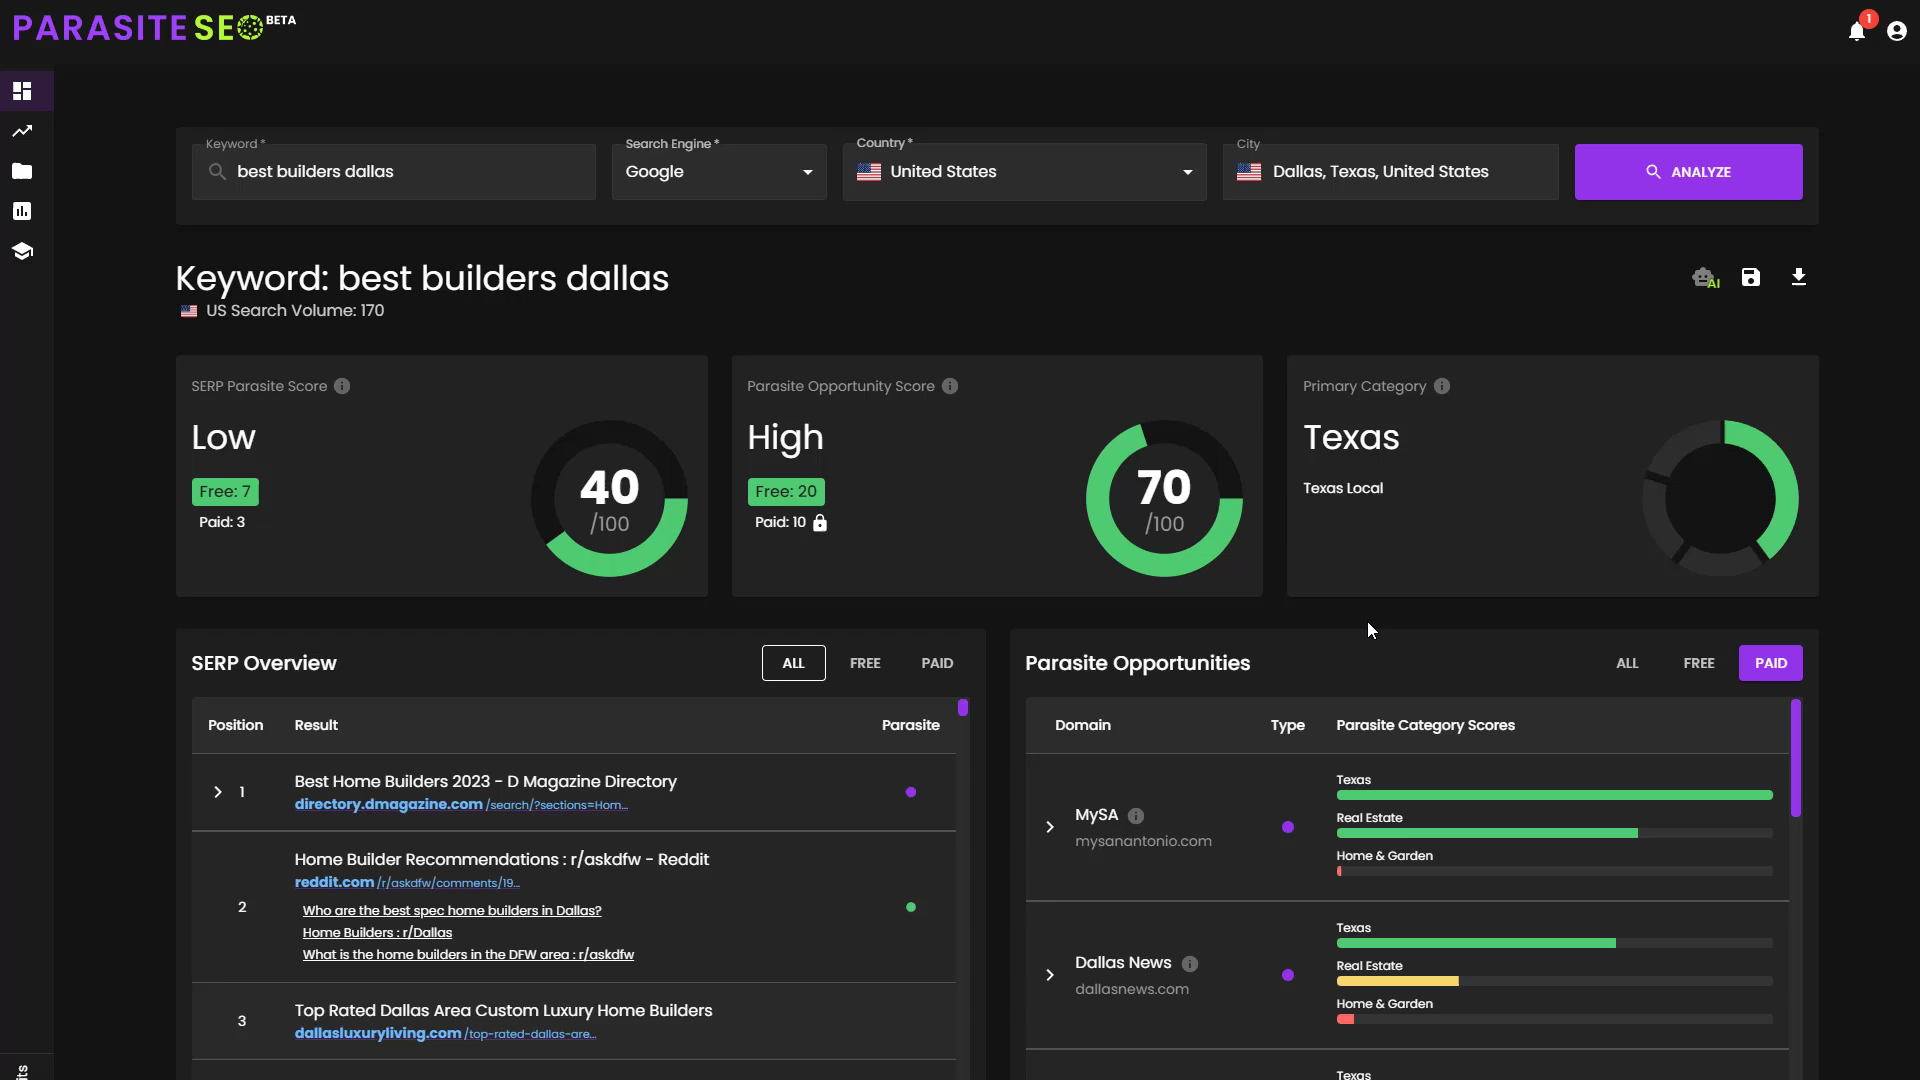 PARASITE SEO BETA
1
Keyword *
best builders dallas
Search Engine *
Google
Country *
United States
City
Dallas, Texas, United States
ANALYZE
Keyword: best builders dallas
AI
US Search Volume: 170
SERP Parasite Score
Low
Free: 7
Paid: 3
40
/100
Parasite Opportunity Score
High
Free: 20
Paid: 10
70
/100
Primary Category
Texas
Texas Local
SERP Overview
ALL
FREE
PAID
Position
Result
Parasite
1
Best Home Builders 2023 - D Magazine Directory
directory.dmagazine.com/search/?sections=Hom...
2
Home Builder Recommendations : r/askdfw - Reddit
reddit.com/r/askdfw/comments/19...
Who are the best spec home builders in Dallas?
Home Builders : r/Dallas
What is the home builders in the DFW area : r/askdfw
3
Top Rated Dallas Area Custom Luxury Home Builders
dallasluxuryliving.com/top-rated-dallas-are...
Parasite Opportunities
ALL
FREE
PAID
Domain
Type
Parasite Category Scores
MySA
mysanantonio.com
Texas
Real Estate
Home & Garden
Dallas News
dallasnews.com
Texas
Real Estate
Home & Garden
Texas